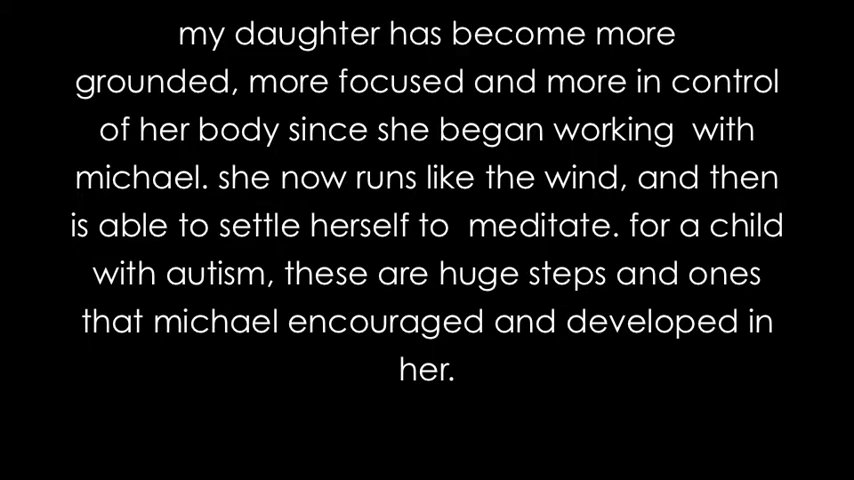 my daughter has become more
grounded, more focused and more in control
of her body since she began working  with
michael. she now runs like the wind, and then
is able to settle herself to  meditate. for a child
with autism, these are huge steps and ones
that michael encouraged and developed in
her.